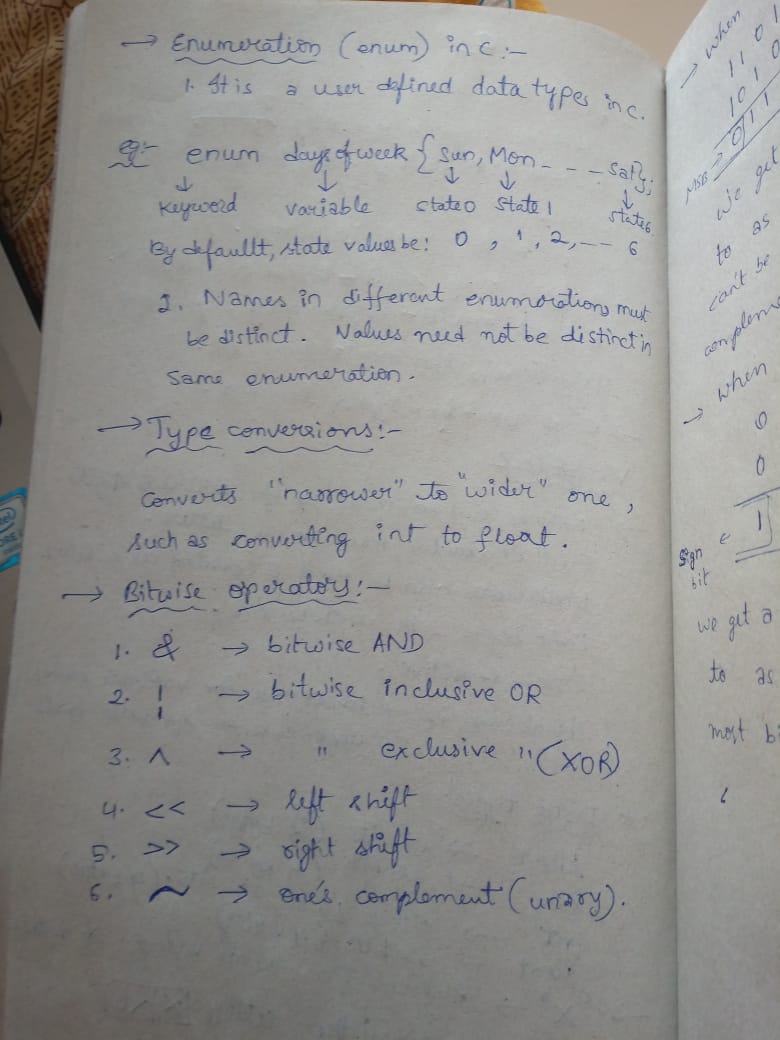 → Enumeration (enum) in c :-
1. It is a user defined data types in c.
eg:- enum daysofweek { Sun, Mon - - - Sat};
↓ ↓ ↓ ↓ ↓
Keyword variable state0 state 1 state6
By defaullt, state values be: 0 , 1, 2, --- 6
2. Names in different enumerations must
be distinct. Values need not be distinct in
same enumeration.
→ Type conversions:-
Converts "narrower" to "wider" one ,
such as converting int to float.
→ Bitwise operators:-
1. & → bitwise AND
2. ¦ → bitwise inclusive OR
3. ^ → " exclusive " (XOR)
4. << → left shift
5. >> → right shift
6. ~ → one's complement (unary).
→ when
1 1 0 1
1 0 1 0
0 1 1
MSB →
we get
to as
can't be
→ when
0
0
1
Sign ←
bit
we get a
to as
most